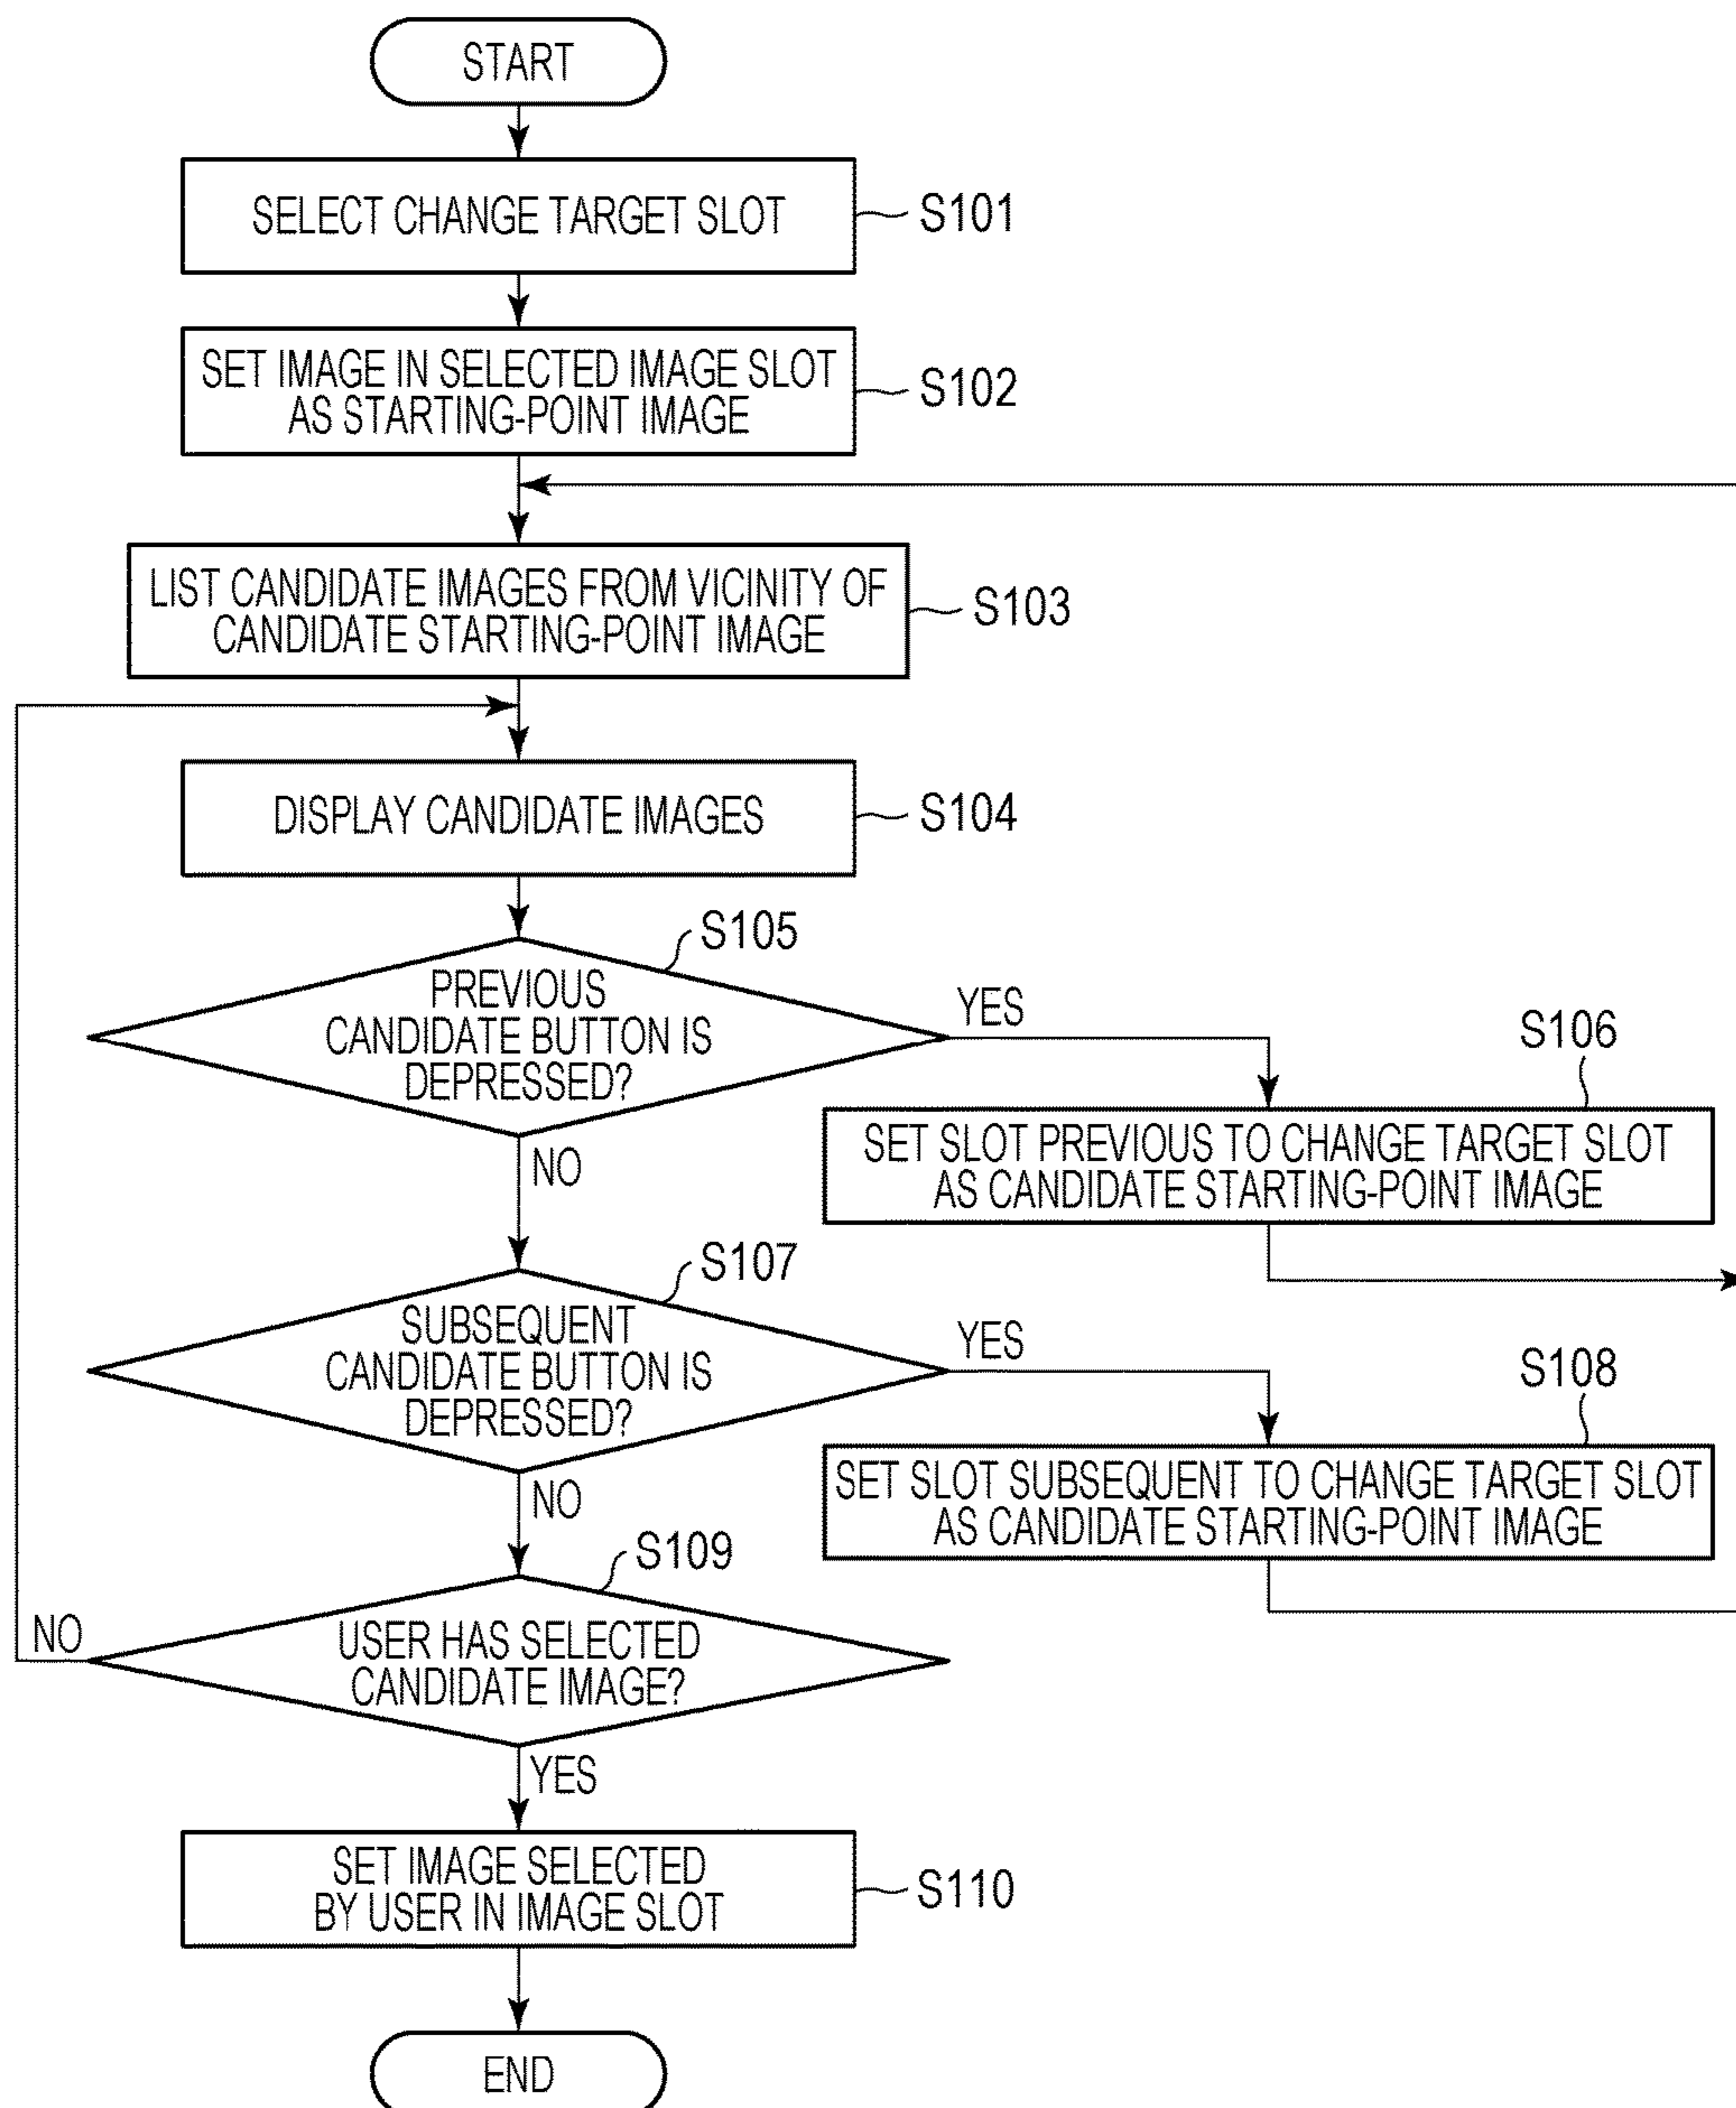 START
SELECT CHANGE TARGET SLOT
S101
SET IMAGE IN SELECTED IMAGE SLOT
AS STARTING-POINT IMAGE
S102
LIST CANDIDATE IMAGES FROM VICINITY OF
CANDIDATE STARTING-POINT IMAGE
S103
DISPLAY CANDIDATE IMAGES
S104
S105
PREVIOUS
CANDIDATE BUTTON IS
DEPRESSED?
YES
NO
S106
SET SLOT PREVIOUS TO CHANGE TARGET SLOT
AS CANDIDATE STARTING-POINT IMAGE
S107
SUBSEQUENT
CANDIDATE BUTTON IS
DEPRESSED?
YES
NO
S108
SET SLOT SUBSEQUENT TO CHANGE TARGET SLOT
AS CANDIDATE STARTING-POINT IMAGE
S109
USER HAS SELECTED
CANDIDATE IMAGE?
NO
YES
SET IMAGE SELECTED
BY USER IN IMAGE SLOT
S110
END